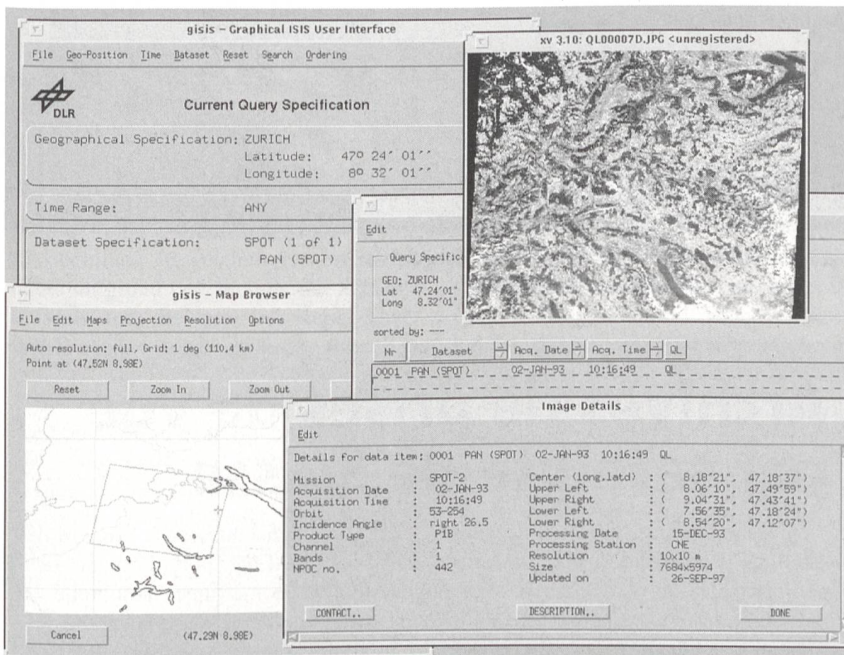 gisis - Graphical ISIS User Interface
File Geo-Position Time Dataset Reset Search Ordering
DLR
Current Query Specification
Geographical Specification: ZURICH
Latitude: 47º 24´ 01´´
Longitude: 8º 32´ 01´´
Time Range: ANY
Dataset Specification: SPOT (1 of 1)
PAN (SPOT)
xv 3.10: QL00007D.JPG <unregistered>
Edit
Query Specific
GEO: ZURICH
Lat 47.24'01"
Long 8.32'01"
sorted by: ---
Nr Dataset Acq. Date Acq. Time QL
0001 PAN (SPOT) 02-JAN-93 10:16:49 QL
gisis - Map Browser
File Edit Maps Projection Resolution Options
Auto resolution: full, Grid: 1 deg (110.4 km)
Point at (47.52N 8.98E)
Reset Zoom In Zoom Out
Cancel (47.29N 8.98E)
Image Details
Edit
Details for data item: 0001 PAN (SPOT) 02-JAN-93 10:16:49 QL
Mission : SPOT-2
Acquisition Date : 02-JAN-93
Acquisition Time : 10:16:49
Orbit : 53-254
Incidence Angle : right 26.5
Product Type : P1B
Channel : 1
Bands : 1
NPOC no. : 442
Center (long.latd) : ( 8.18"21", 47.18"37")
Upper Left : ( 8.06"10", 47.49"59")
Upper Right : ( 9.04"31", 47.43"41")
Lower Left : ( 7.56"35", 47.18"24")
Lower Right : ( 8.54"20", 47.12"07")
Processing Date : 15-DEC-93
Processing Station : CNE
Resolution : 10x10 m
Size : 7684x5974
Updated on : 26-SEP-97
CONTACT.. DESCRIPTION.. DONE